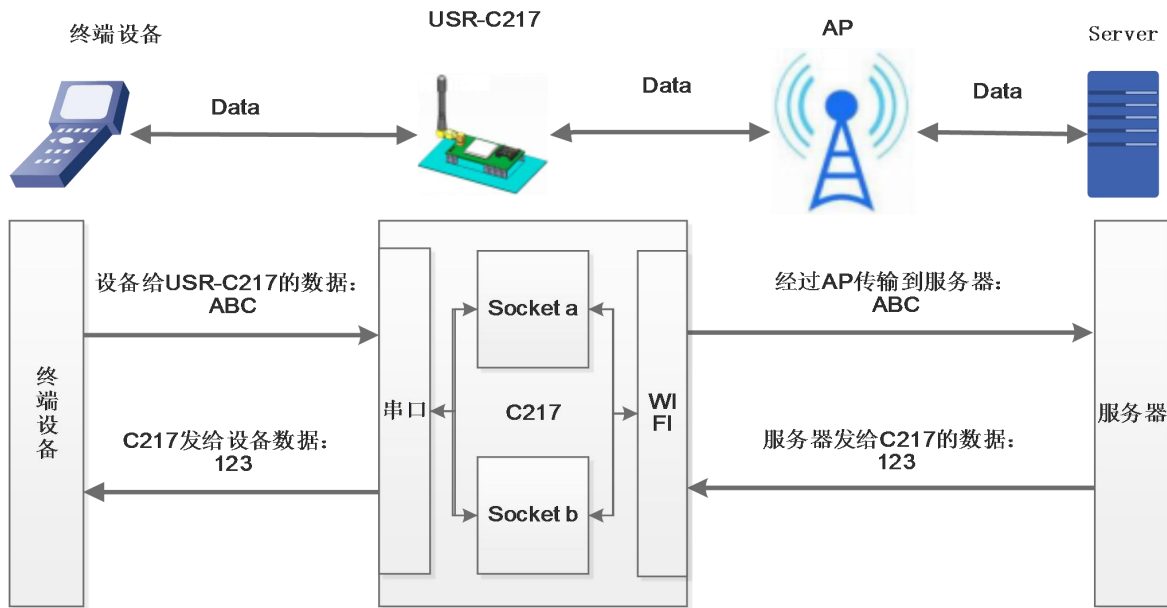 终端设备
USR-C217
AP
Server
Data
Data
Data
设备给USR-C217的数据：
ABC
经过AP传输到服务器：
ABC
Socket a
终端设备
串口
C217
WI
FI
服务器
C217发给设备数据：
123
服务器发给C217的数据：
123
Socket b